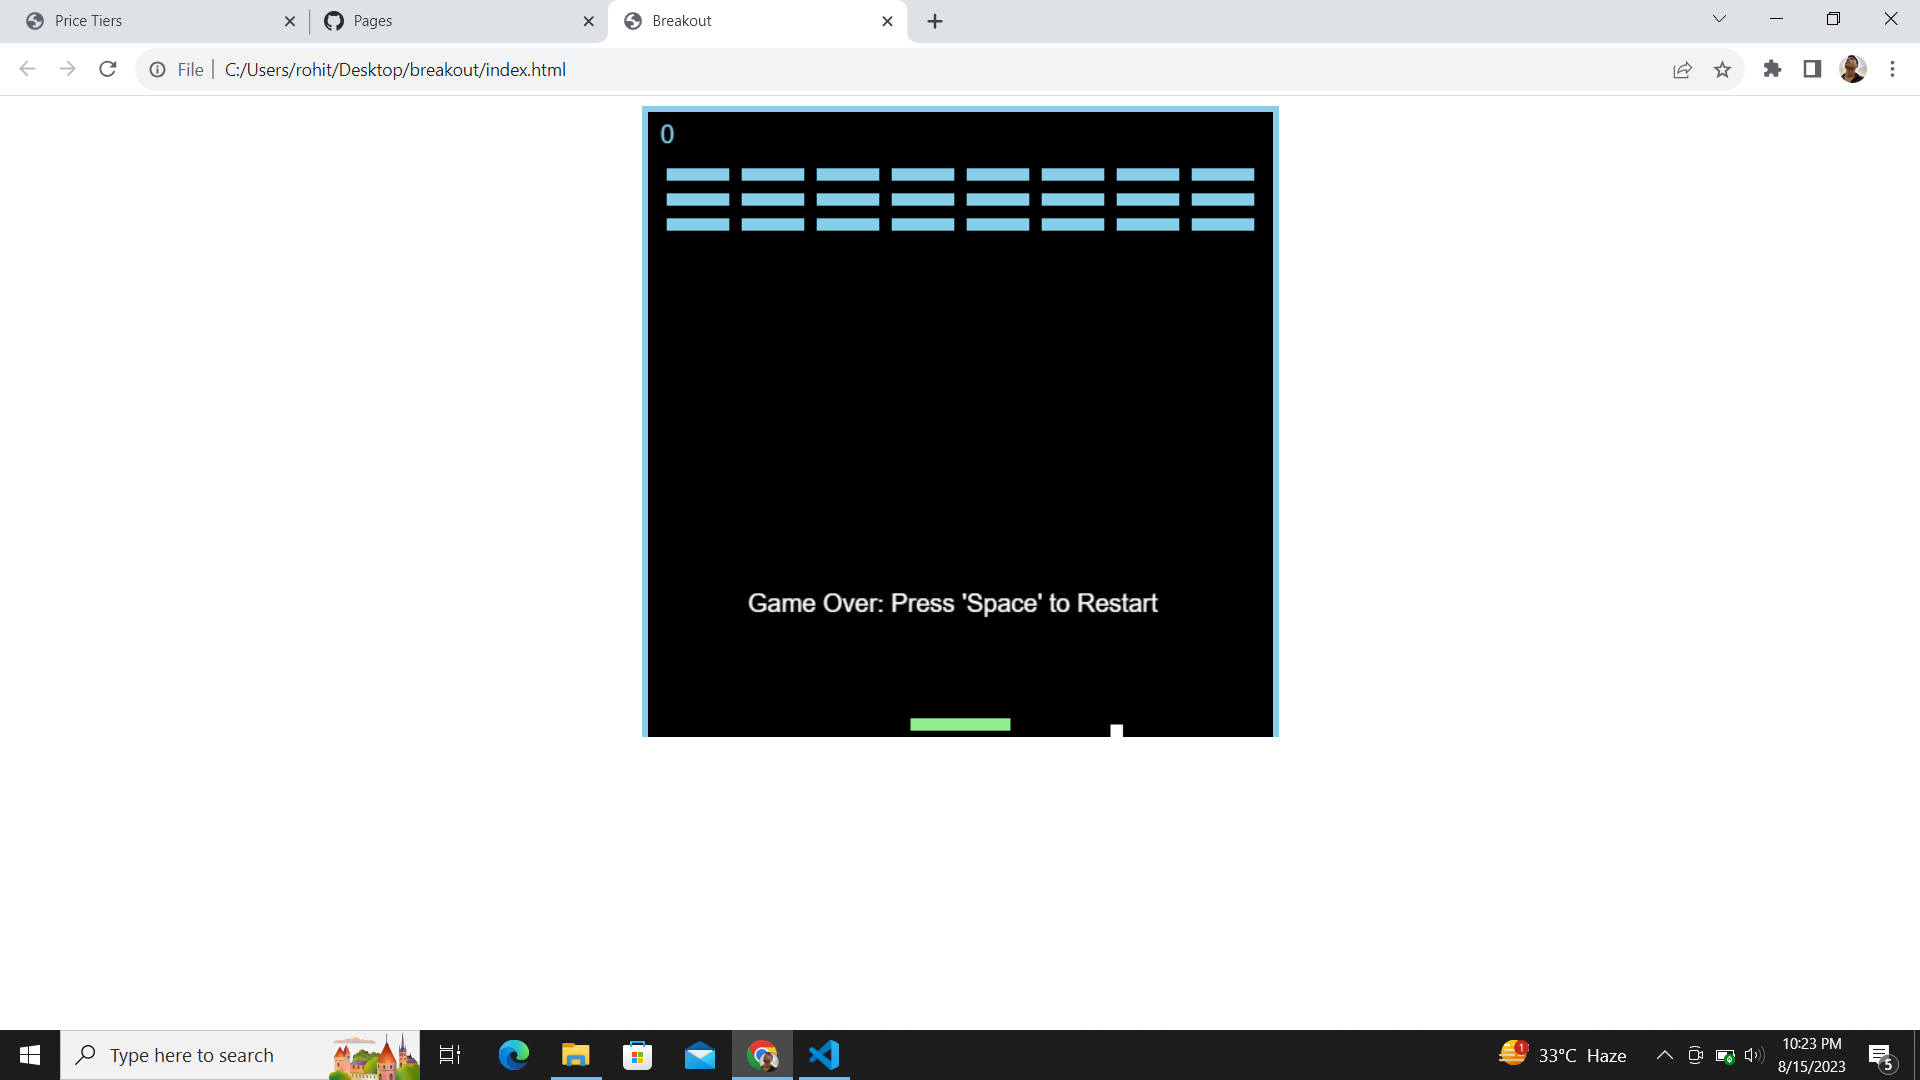 Price Tiers
Pages
Breakout
File
C:/Users/rohit/Desktop/breakout/index.html
0
Game Over: Press 'Space' to Restart
Type here to search
1
33°C Haze
10:23 PM
8/15/2023
5